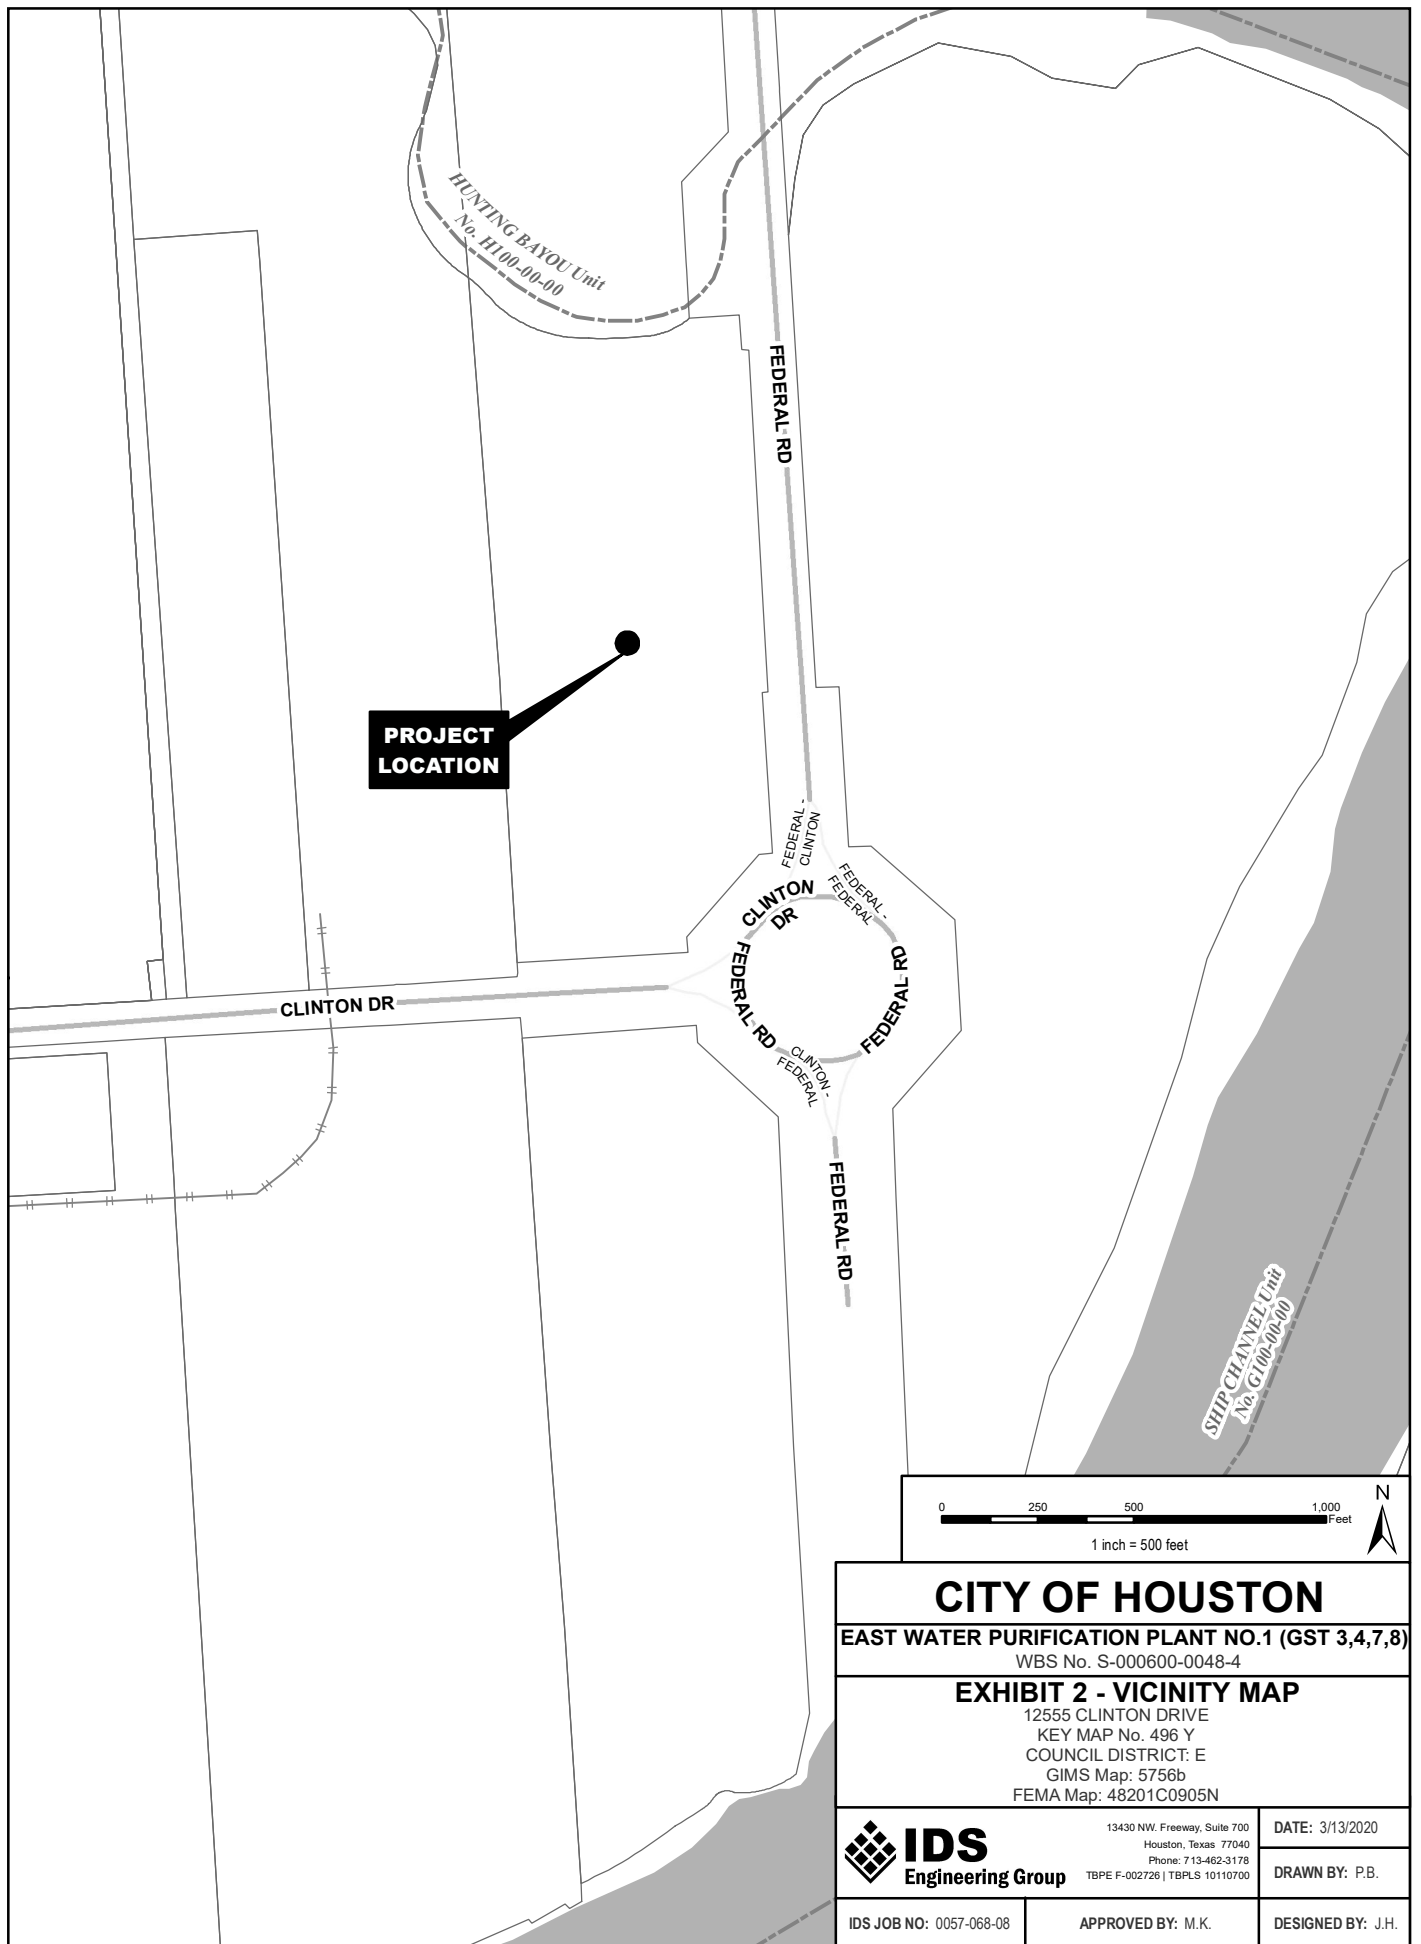 HUNTING BAYOU Unit
No. H100-00-00
FEDERAL RD
PROJECT
LOCATION
FEDERAL -
CLINTON
FEDERAL -
FEDERAL
CLINTON
DR
FEDERAL RD
FEDERAL RD
CLINTON DR
CLINTON -
FEDERAL
FEDERAL RD
SHIP CHANNEL Unit
No. G100-00-00
0 250 500 1,000
Feet
N
1 inch = 500 feet
CITY OF HOUSTON
EAST WATER PURIFICATION PLANT NO.1 (GST 3,4,7,8)
WBS No. S-000600-0048-4
EXHIBIT 2 - VICINITY MAP
12555 CLINTON DRIVE
KEY MAP No. 496 Y
COUNCIL DISTRICT: E
GIMS Map: 5756b
FEMA Map: 48201C0905N
IDS
Engineering Group
13430 NW. Freeway, Suite 700
Houston, Texas 77040
Phone: 713-462-3178
TBPE F-002726 | TBPLS 10110700
DATE: 3/13/2020
DRAWN BY: P.B.
IDS JOB NO: 0057-068-08
APPROVED BY: M.K.
DESIGNED BY: J.H.